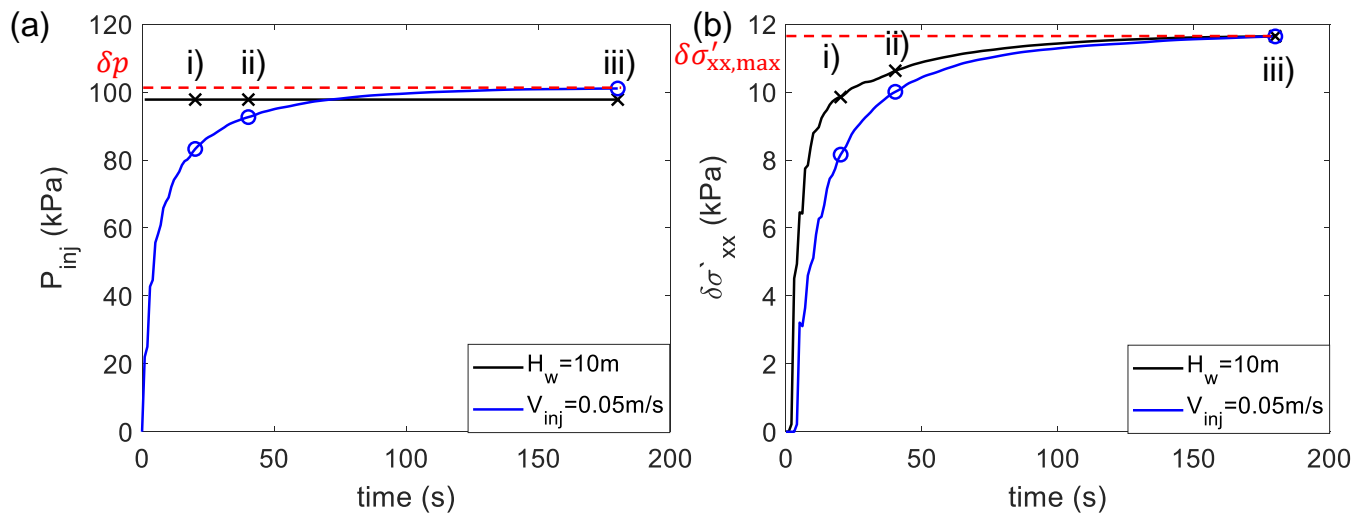 (a)
120
100
80
60
40
20
0
P_inj (kPa)
δp
i) ii) iii)
H_w=10m
V_inj=0.05m/s
0 50 100 150 200
time (s)
(b)
12
10
8
6
4
2
0
δσ`_xx (kPa)
δσ′_xx,max
i) ii) iii)
H_w=10m
V_inj=0.05m/s
0 50 100 150 200
time (s)